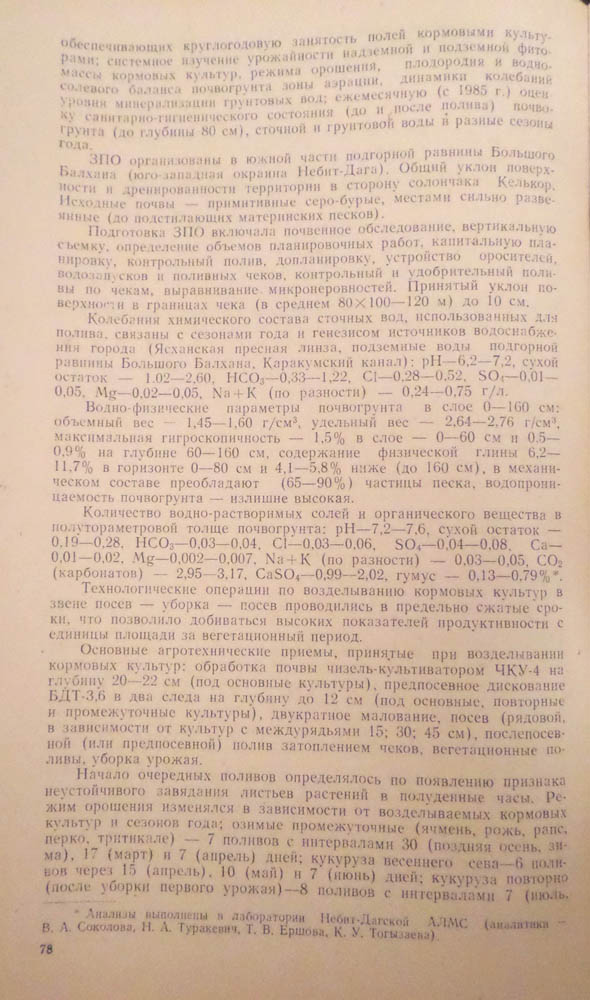 обеспечивающих круглогодовую занятость полей кормовыми культу-
рами; системное изучение урожайности надземной и подземной фито-
массы кормовых культур, режима орошения, плодородия и водно-
солевого баланса почвогрунта зоны аэрации, динамики колебаний
уровня минерализации грунтовых вод; ежемесячную (с 1985 г.) оцен-
ку санитарно-гигиенического состояния (до и после полива) почво-
грунта (до глубины 80 см), сточной и грунтовой воды в разные сезоны
года.
ЗПО организованы в южной части подгорной равнины Большого
Балхана (юго-западная окраина Небит-Дага). Общий уклон поверх-
ности и дренированности территории в сторону солончака Келькор.
Исходные почвы — примитивные серо-бурые, местами сильно разве-
янные (до подстилающих материнских песков).
Подготовка ЗПО включала почвенное обследование, вертикальную
съемку, определение объемов планировочных работ, капитальную пла-
нировку, контрольный полив, допланировку, устройство оросителей,
водозапусков и поливных чеков, контрольный и удобрительный поли-
вы по чекам, выравнивание микронеровностей. Принятый уклон по-
верхности в границах чека (в среднем 80×100—120 м) до 10 см.
Колебания химического состава сточных вод, использованных для
полива, связаны с сезонами года и генезисом источников водоснабже-
ния города (Ясханская пресная линза, подземные воды подгорной
равнины Большого Балхана, Каракумский канал): pH—6,2—7,2, сухой
остаток — 1.02—2,60, HCO₃—0,33—1,22, Cl—0,28—0.52, SO₄—0,01—
0,05, Mg—0,02—0,05, Na+K (по разности) — 0,24—0,75 г/л.
Водно-физические параметры почвогрунта в слое 0—160 см:
объемный вес — 1,45—1,60 г/см³, удельный вес — 2,64—2,76 г/см³,
максимальная гигроскопичность — 1,5% в слое — 0—60 см и 0.5—
0,9% на глубине 60—160 см, содержание физической глины 6,2—
11,7% в горизонте 0—80 см и 4,1—5,8% ниже (до 160 см), в механи-
ческом составе преобладают (65—90%) частицы песка, водопрони-
цаемость почвогрунта — излишне высокая.
Количество водно-растворимых солей и органического вещества в
полутораметровой толще почвогрунта: pH—7,2—7,6, сухой остаток —
0,19—0,28, HCO₃—0,03—0,04, Cl—0,03—0,06, SO₄—0,04—0,08, Ca—
0,01—0,02, Mg—0,002—0,007, Na+K (по разности) — 0,03—0,05, CO₂
(карбонатов) — 2,95—3,17, CaSO₄—0,99—2,02, гумус — 0,13—0,79%*.
Технологические операции по возделыванию кормовых культур в
звене посев — уборка — посев проводились в предельно сжатые сро-
ки, что позволило добиваться высоких показателей продуктивности с
единицы площади за вегетационный период.
Основные агротехнические приемы, принятые при возделывании
кормовых культур: обработка почвы чизель-культиватором ЧКУ-4 на
глубину 20—22 см (под основные культуры), предпосевное дискование
БДТ-3,6 в два следа на глубину до 12 см (под основные, повторные
и промежуточные культуры), двукратное малование, посев (рядовой,
в зависимости от культур с междурядьями 15; 30; 45 см), послепосев-
ной (или предпосевной) полив затоплением чеков, вегетационные по-
ливы, уборка урожая.
Начало очередных поливов определялось по появлению признака
неустойчивого завядания листьев растений в полуденные часы. Ре-
жим орошения изменялся в зависимости от возделываемых кормовых
культур и сезонов года; озимые промежуточные (ячмень, рожь, рапс,
перко, тритикале) — 7 поливов с интервалами 30 (поздняя осень, зи-
ма), 17 (март) и 7 (апрель) дней; кукуруза весеннего сева—6 поли-
вов через 15 (апрель), 10 (май) и 7 (июнь) дней; кукуруза повторно
(после уборки первого урожая)—8 поливов с интервалами 7 (июль,
* Анализы выполнены в лаборатории Небит-Дагской АЛМС (аналитика —
В. А. Соколова, Н. А. Туракевич, Т. В. Ершова, К. У. Тогызаева).
78